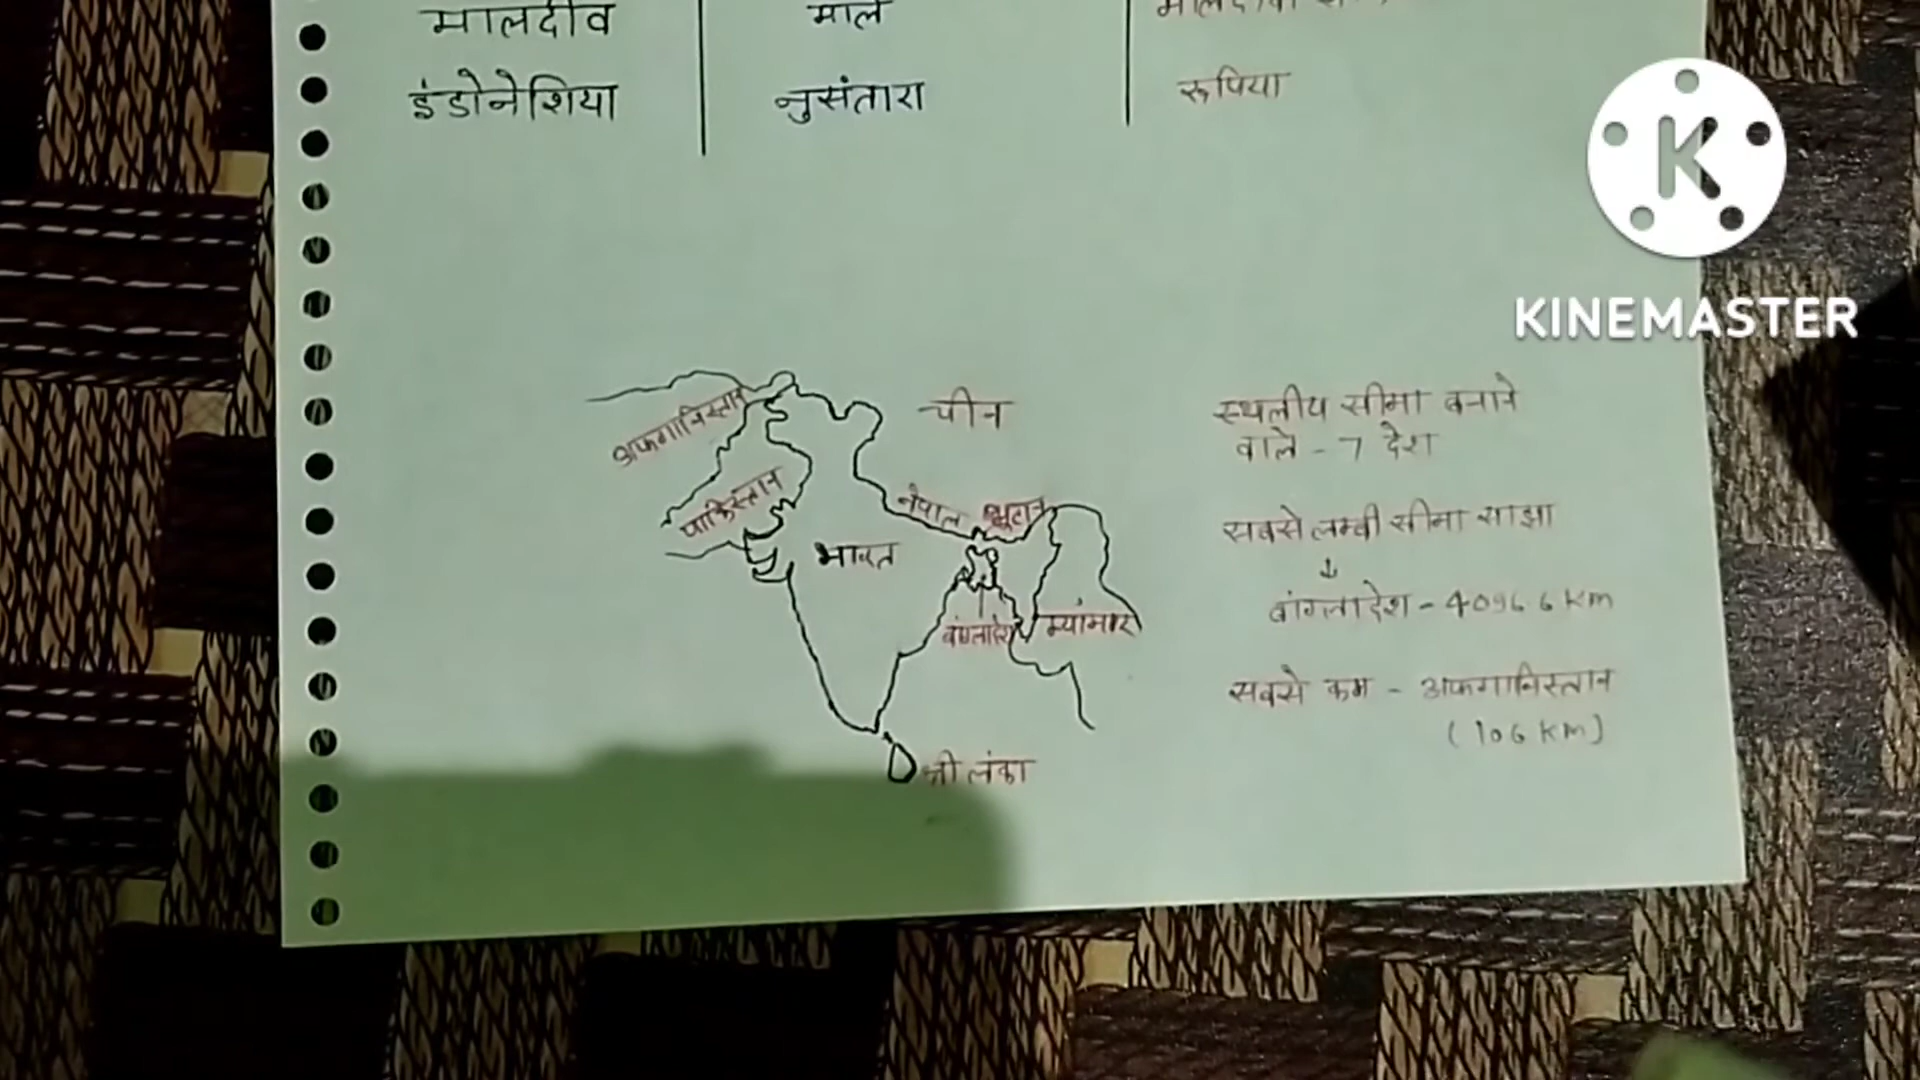 मालदीव माले
इंडोनेशिया नुसंतारा रूपिया
KINEMASTER
अफगानिस्तान
चीन
पाकिस्तान
नेपाल
भूटान
भारत
बांग्लादेश
म्यांमार
श्री लंका
स्थलीय सीमा बनाने
वाले - 7 देश
सबसे लम्बी सीमा साझा
↓
बांग्लादेश - 4096.6 Km
सबसे कम - अफगानिस्तान
(106 Km)